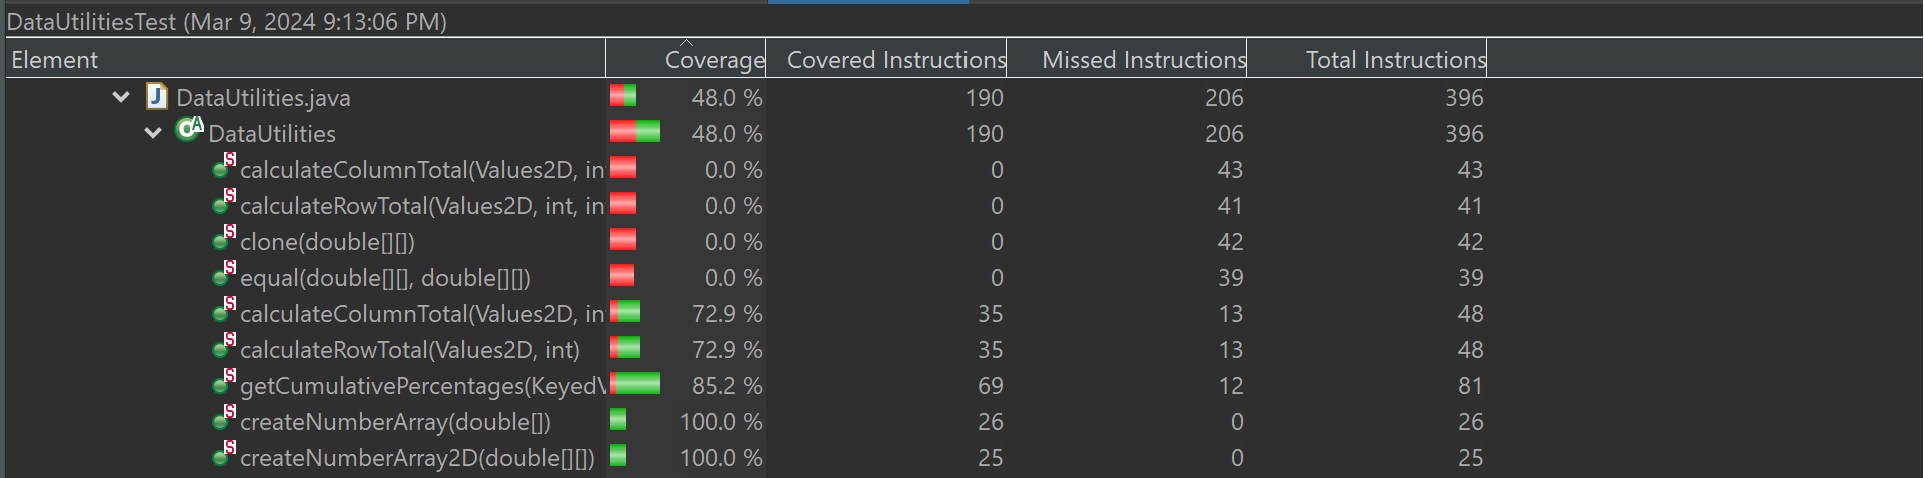 DataUtilitiesTest (Mar 9, 2024 9:13:06 PM)
Element Coverage Covered Instructions Missed Instructions Total Instructions
J DataUtilities.java 48.0 % 190 206 396
C A DataUtilities 48.0 % 190 206 396
S calculateColumnTotal(Values2D, in 0.0 % 0 43 43
S calculateRowTotal(Values2D, int, in 0.0 % 0 41 41
S clone(double[][]) 0.0 % 0 42 42
S equal(double[][], double[][]) 0.0 % 0 39 39
S calculateColumnTotal(Values2D, in 72.9 % 35 13 48
S calculateRowTotal(Values2D, int) 72.9 % 35 13 48
S getCumulativePercentages(KeyedV 85.2 % 69 12 81
S createNumberArray(double[]) 100.0 % 26 0 26
S createNumberArray2D(double[][]) 100.0 % 25 0 25